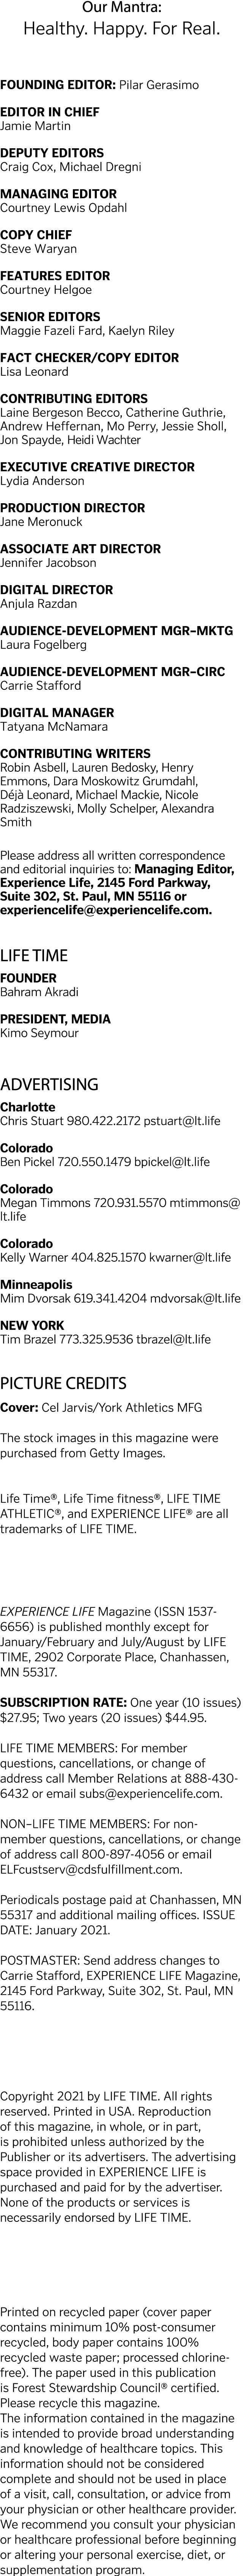 Our Mantra:
Healthy. Happy. For Real.
FOUNDING EDITOR: Pilar Gerasimo
EDITOR IN CHIEF
Jamie Martin
DEPUTY EDITORS
Craig Cox, Michael Dregni
MANAGING EDITOR
Courtney Lewis Opdahl
COPY CHIEF
Steve Waryan
FEATURES EDITOR
Courtney Helgoe
SENIOR EDITORS
Maggie Fazeli Fard, Kaelyn Riley
FACT CHECKER/COPY EDITOR
Lisa Leonard
CONTRIBUTING EDITORS
Laine Bergeson Becco, Catherine Guthrie,
Andrew Heffernan, Mo Perry, Jessie Sholl,
Jon Spayde, Heidi Wachter
EXECUTIVE CREATIVE DIRECTOR
Lydia Anderson
PRODUCTION DIRECTOR
Jane Meronuck
ASSOCIATE ART DIRECTOR
Jennifer Jacobson
DIGITAL DIRECTOR
Anjula Razdan
AUDIENCE-DEVELOPMENT MGR–MKTG
Laura Fogelberg
AUDIENCE-DEVELOPMENT MGR–CIRC
Carrie Stafford
DIGITAL MANAGER
Tatyana McNamara
CONTRIBUTING WRITERS
Robin Asbell, Lauren Bedosky, Henry
Emmons, Dara Moskowitz Grumdahl,
Déjà Leonard, Michael Mackie, Nicole
Radziszewski, Molly Schelper, Alexandra
Smith
Please address all written correspondence
and editorial inquiries to: Managing Editor,
Experience Life, 2145 Ford Parkway,
Suite 302, St. Paul, MN 55116 or
experiencelife@experiencelife.com.
LIFE TIME
FOUNDER
Bahram Akradi
PRESIDENT, MEDIA
Kimo Seymour
ADVERTISING
Charlotte
Chris Stuart 980.422.2172 pstuart@lt.life
Colorado
Ben Pickel 720.550.1479 bpickel@lt.life
Colorado
Megan Timmons 720.931.5570 mtimmons@
lt.life
Colorado
Kelly Warner 404.825.1570 kwarner@lt.life
Minneapolis
Mim Dvorsak 619.341.4204 mdvorsak@lt.life
NEW YORK
Tim Brazel 773.325.9536 tbrazel@lt.life
PICTURE CREDITS
Cover: Cel Jarvis/York Athletics MFG
The stock images in this magazine were
purchased from Getty Images.
Life Time®, Life Time fitness®, LIFE TIME
ATHLETIC®, and EXPERIENCE LIFE® are all
trademarks of LIFE TIME.
EXPERIENCE LIFE Magazine (ISSN 1537-
6656) is published monthly except for
January/February and July/August by LIFE
TIME, 2902 Corporate Place, Chanhassen,
MN 55317.
SUBSCRIPTION RATE: One year (10 issues)
$27.95; Two years (20 issues) $44.95.
LIFE TIME MEMBERS: For member
questions, cancellations, or change of
address call Member Relations at 888-430-
6432 or email subs@experiencelife.com.
NON–LIFE TIME MEMBERS: For non-
member questions, cancellations, or change
of address call 800-897-4056 or email
ELFcustserv@cdsfulfillment.com.
Periodicals postage paid at Chanhassen, MN
55317 and additional mailing offices. ISSUE
DATE: January 2021.
POSTMASTER: Send address changes to
Carrie Stafford, EXPERIENCE LIFE Magazine,
2145 Ford Parkway, Suite 302, St. Paul, MN
55116.
Copyright 2021 by LIFE TIME. All rights
reserved. Printed in USA. Reproduction
of this magazine, in whole, or in part,
is prohibited unless authorized by the
Publisher or its advertisers. The advertising
space provided in EXPERIENCE LIFE is
purchased and paid for by the advertiser.
None of the products or services is
necessarily endorsed by LIFE TIME.
Printed on recycled paper (cover paper
contains minimum 10% post-consumer
recycled, body paper contains 100%
recycled waste paper; processed chlorine-
free). The paper used in this publication
is Forest Stewardship Council® certified.
Please recycle this magazine.
The information contained in the magazine
is intended to provide broad understanding
and knowledge of healthcare topics. This
information should not be considered
complete and should not be used in place
of a visit, call, consultation, or advice from
your physician or other healthcare provider.
We recommend you consult your physician
or healthcare professional before beginning
or altering your personal exercise, diet, or
supplementation program.